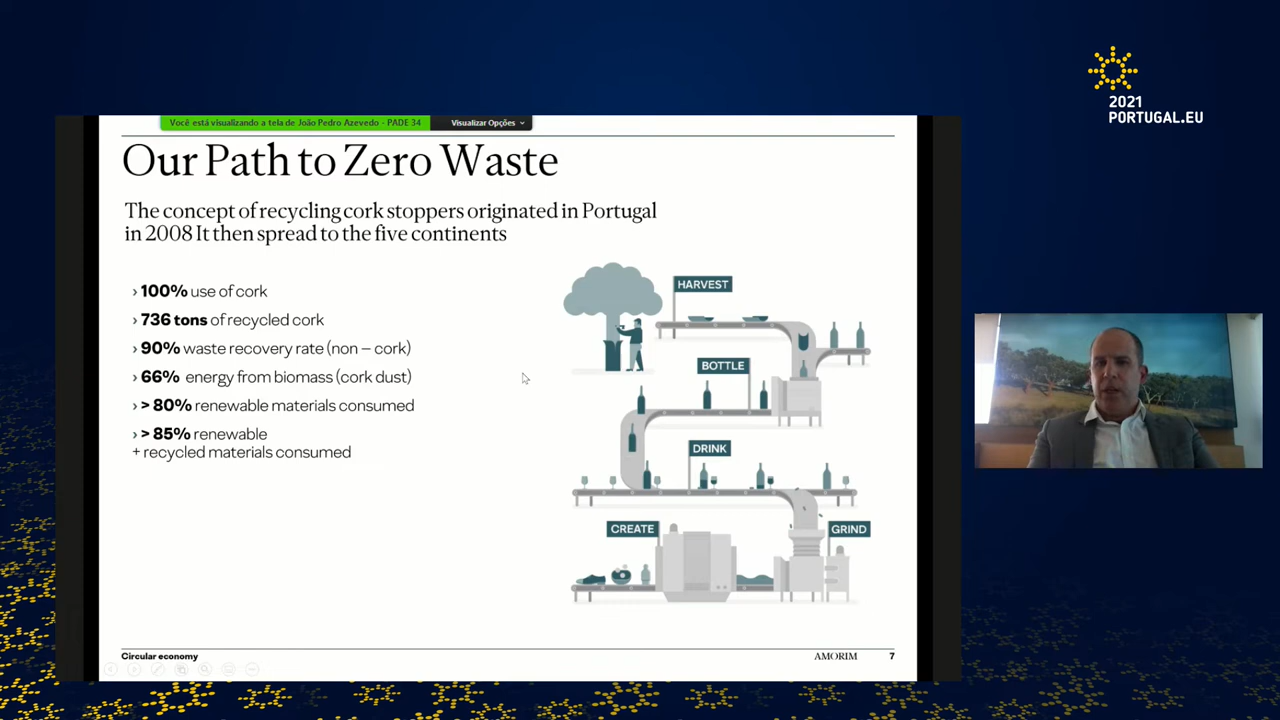 2021
PORTUGAL.EU
Você está visualizando a tela de João Pedro Azevedo - PADE 34
Visualizar Opções
Our Path to Zero Waste
The concept of recycling cork stoppers originated in Portugal
in 2008 It then spread to the five continents
› 100% use of cork
› 736 tons of recycled cork
› 90% waste recovery rate (non – cork)
› 66% energy from biomass (cork dust)
› > 80% renewable materials consumed
› > 85% renewable
+ recycled materials consumed
HARVEST
BOTTLE
DRINK
CREATE
GRIND
Circular economy
AMORIM
7